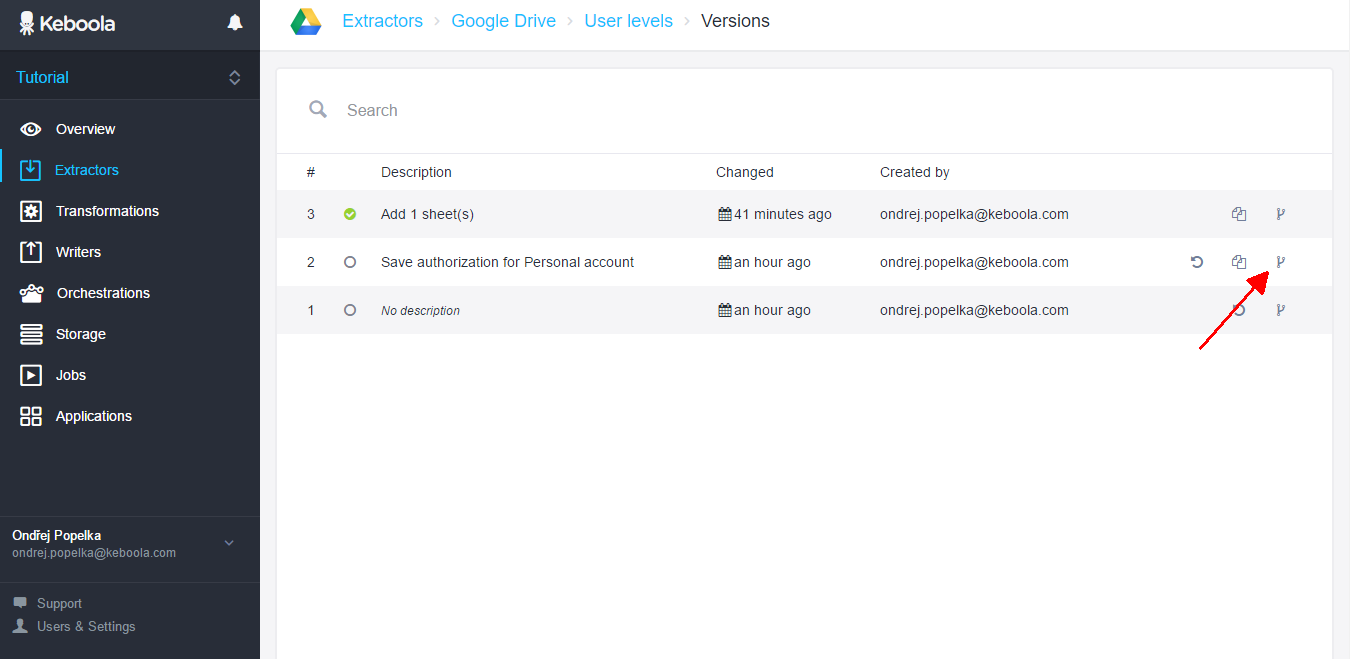 Keboola
Extractors › Google Drive › User levels › Versions
Tutorial
Overview
Extractors
Transformations
Writers
Orchestrations
Storage
Jobs
Applications
Ondřej Popelka
ondrej.popelka@keboola.com
Support
Users & Settings
Search
# Description Changed Created by
3 Add 1 sheet(s) 41 minutes ago ondrej.popelka@keboola.com
2 Save authorization for Personal account an hour ago ondrej.popelka@keboola.com
1 No description an hour ago ondrej.popelka@keboola.com